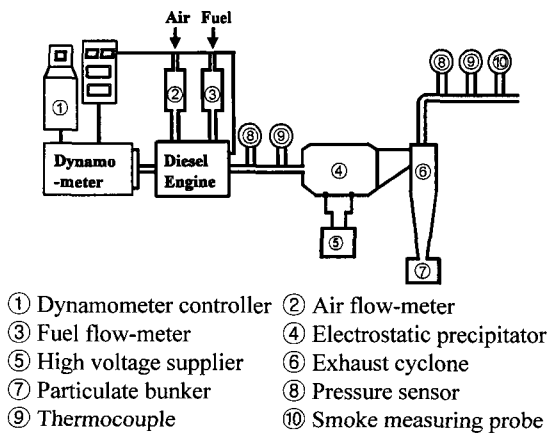 Air Fuel
⑧ ⑨ ⑩
① ② ③
⑧ ⑨
Dynamo
-meter
Diesel
Engine
④ ⑥
⑤
⑦
① Dynamometer controller ② Air flow-meter
③ Fuel flow-meter ④ Electrostatic precipitator
⑤ High voltage supplier ⑥ Exhaust cyclone
⑦ Particulate bunker ⑧ Pressure sensor
⑨ Thermocouple ⑩ Smoke measuring probe